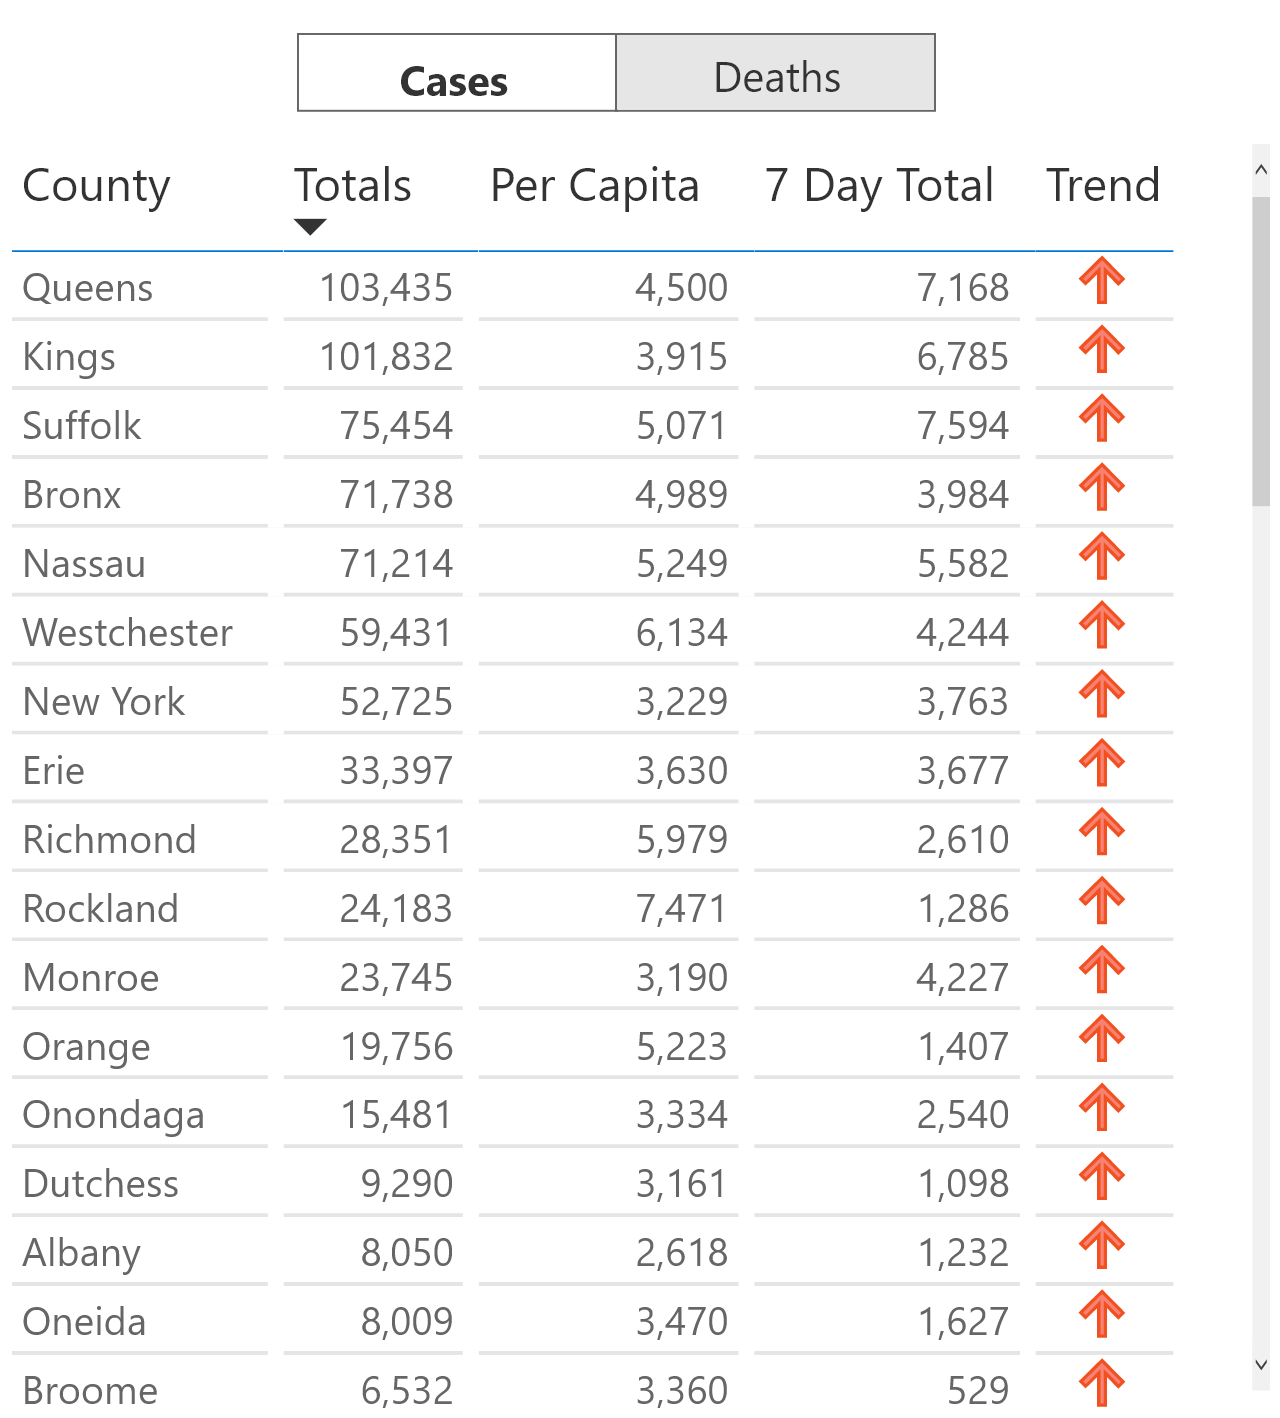 Cases Deaths
County Totals Per Capita 7 Day Total Trend
Queens 103,435 4,500 7,168
Kings 101,832 3,915 6,785
Suffolk 75,454 5,071 7,594
Bronx 71,738 4,989 3,984
Nassau 71,214 5,249 5,582
Westchester 59,431 6,134 4,244
New York 52,725 3,229 3,763
Erie 33,397 3,630 3,677
Richmond 28,351 5,979 2,610
Rockland 24,183 7,471 1,286
Monroe 23,745 3,190 4,227
Orange 19,756 5,223 1,407
Onondaga 15,481 3,334 2,540
Dutchess 9,290 3,161 1,098
Albany 8,050 2,618 1,232
Oneida 8,009 3,470 1,627
Broome 6,532 3,360 529